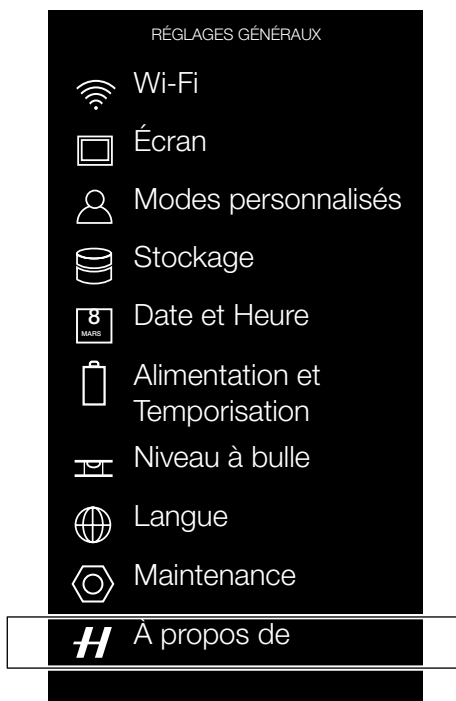 RÉGLAGES GÉNÉRAUX
Wi-Fi
Écran
Modes personnalisés
Stockage
8
MARS
Date et Heure
Alimentation et
Temporisation
Niveau à bulle
Langue
Maintenance
H
À propos de